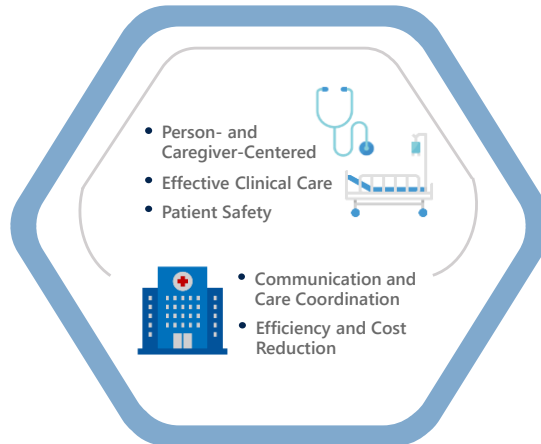 • Person- and
Caregiver-Centered
• Effective Clinical Care
• Patient Safety
• Communication and
Care Coordination
• Efficiency and Cost
Reduction